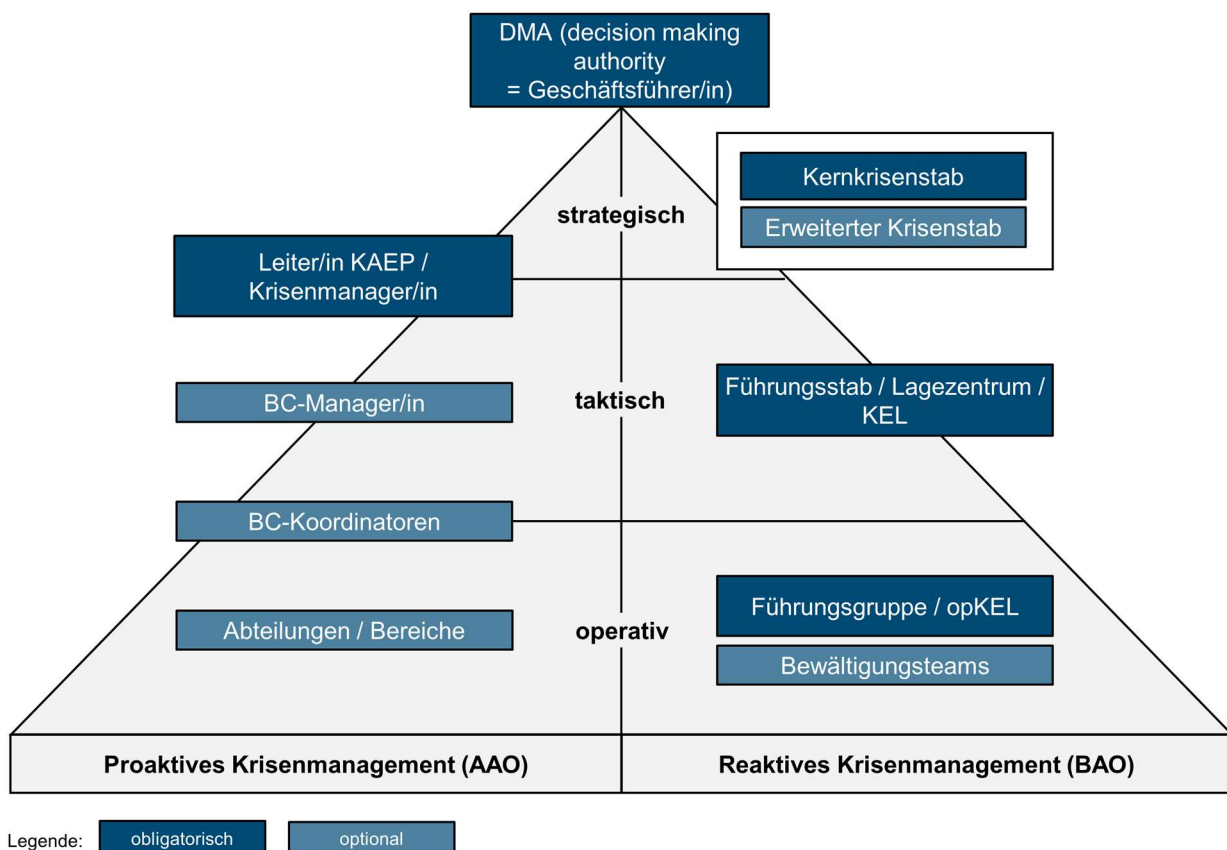 DMA (decision making
authority
= Geschäftsführer/in)
Kernkrisenstab
Erweiterter Krisenstab
strategisch
Leiter/in KAEP /
Krisenmanager/in
BC-Manager/in
taktisch
Führungsstab / Lagezentrum /
KEL
BC-Koordinatoren
Abteilungen / Bereiche
operativ
Führungsgruppe / opKEL
Bewältigungsteams
Proaktives Krisenmanagement (AAO)
Reaktives Krisenmanagement (BAO)
Legende:
obligatorisch
optional